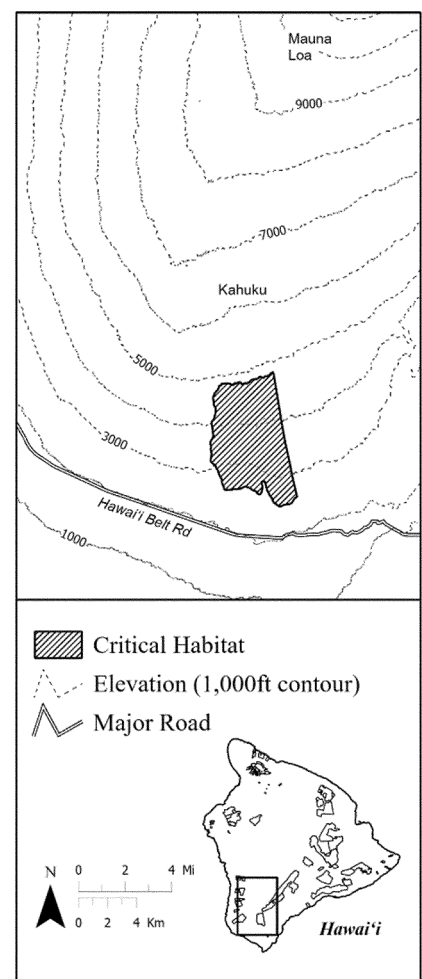 Mauna
Loa
9000
7000
Kahuku
5000
3000
Hawai'i Belt Rd
1000
Critical Habitat
Elevation (1,000ft contour)
Major Road
N
0 2 4 Mi
0 2 4 Km
Hawai‘i